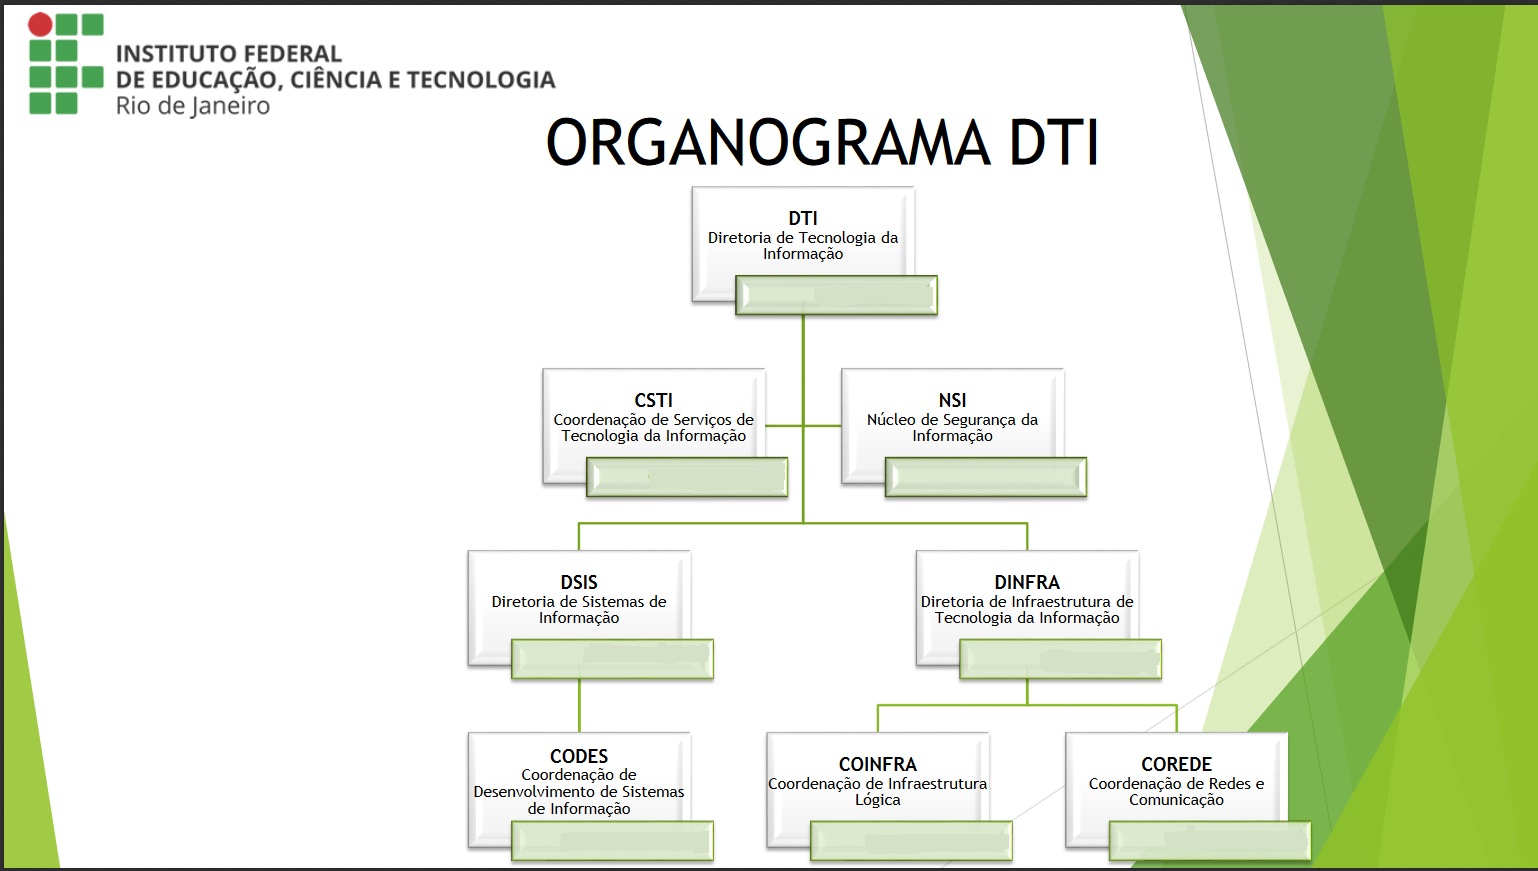 INSTITUTO FEDERAL
DE EDUCAÇÃO, CIÊNCIA E TECNOLOGIA
Rio de Janeiro
ORGANOGRAMA DTI
DTI
Diretoria de Tecnologia da
Informação
CSTI
Coordenação de Serviços de
Tecnologia da Informação
NSI
Núcleo de Segurança da
Informação
DSIS
Diretoria de Sistemas de
Informação
DINFRA
Diretoria de Infraestrutura de
Tecnologia da Informação
CODES
Coordenação de
Desenvolvimento de Sistemas
de Informação
COINFRA
Coordenação de Infraestrutura
Lógica
COREDE
Coordenação de Redes e
Comunicação